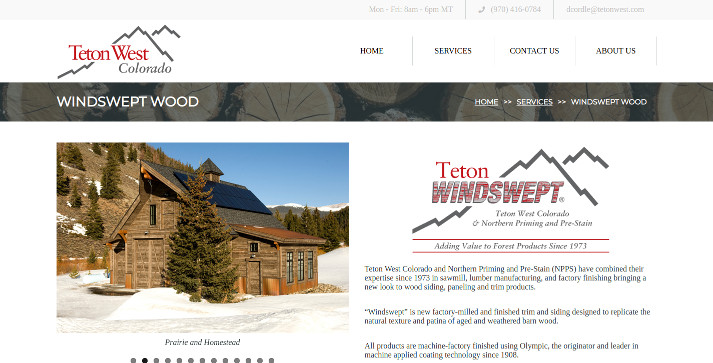 Mon - Fri: 8am - 6pm MT
(970) 416-0784
dcordle@tetonwest.com
Teton West
Colorado
HOME
SERVICES
CONTACT US
ABOUT US
WINDSWEPT WOOD
HOME >> SERVICES >> WINDSWEPT WOOD
Teton
WINDSWEPT®
Teton West Colorado
& Northern Priming and Pre-Stain
Adding Value to Forest Products Since 1973
Teton West Colorado and Northern Priming and Pre-Stain (NPPS) have combined their
expertise since 1973 in sawmill, lumber manufacturing, and factory finishing bringing a
new look to wood siding, paneling and trim products.
“Windswept” is new factory-milled and finished trim and siding designed to replicate the
natural texture and patina of aged and weathered barn wood.
All products are machine-factory finished using Olympic, the originator and leader in
machine applied coating technology since 1908.
Prairie and Homestead